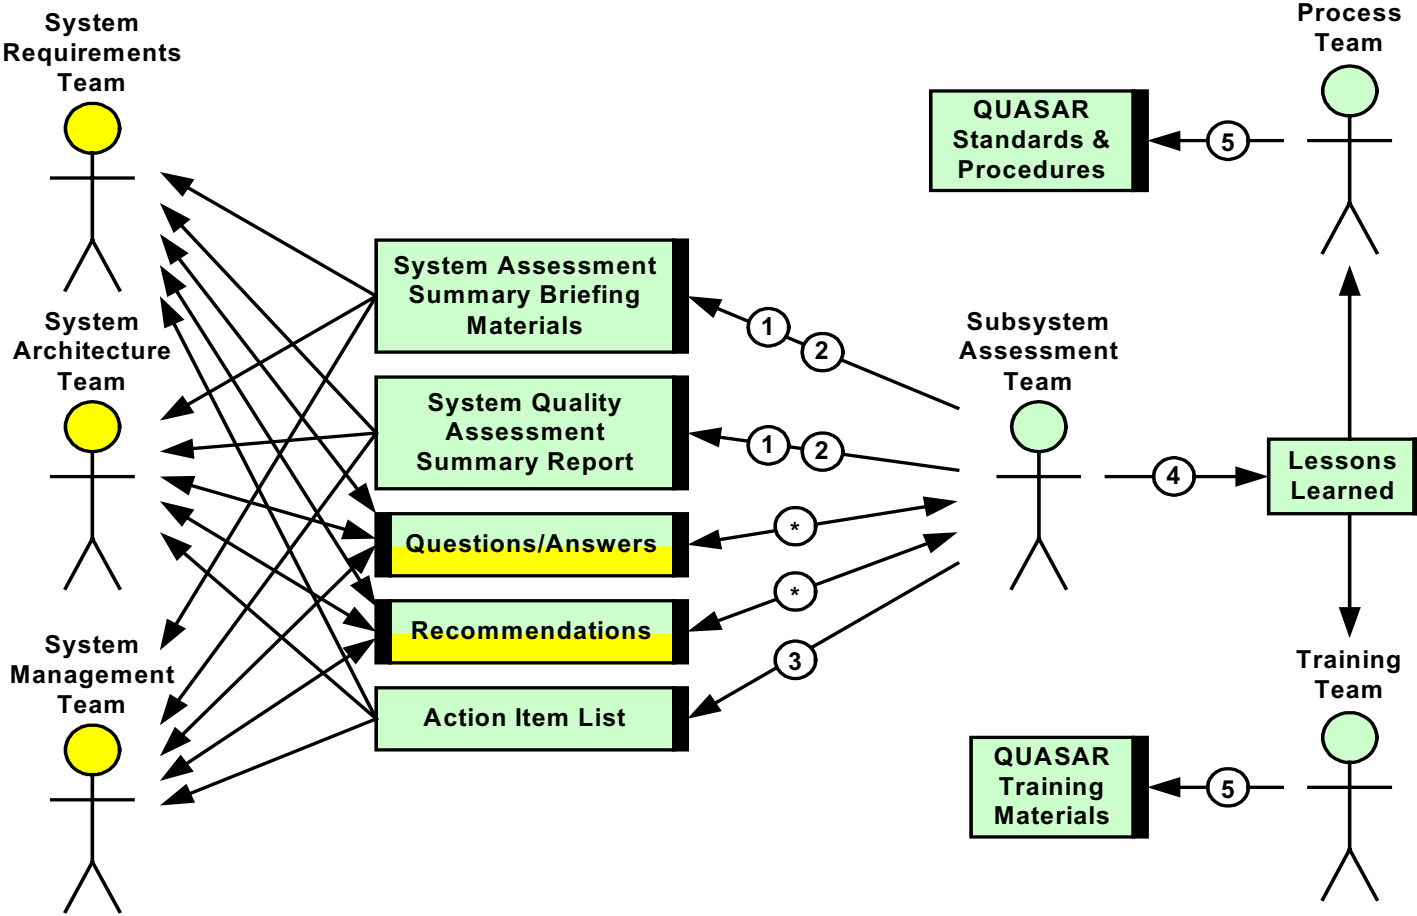 System
Requirements
Team
System
Architecture
Team
System
Management
Team
System Assessment
Summary Briefing
Materials
System Quality
Assessment
Summary Report
Questions/Answers
Recommendations
Action Item List
1
2
1
2
*
*
3
Subsystem
Assessment
Team
4
Process
Team
QUASAR
Standards &
Procedures
5
Lessons
Learned
Training
Team
QUASAR
Training
Materials
5